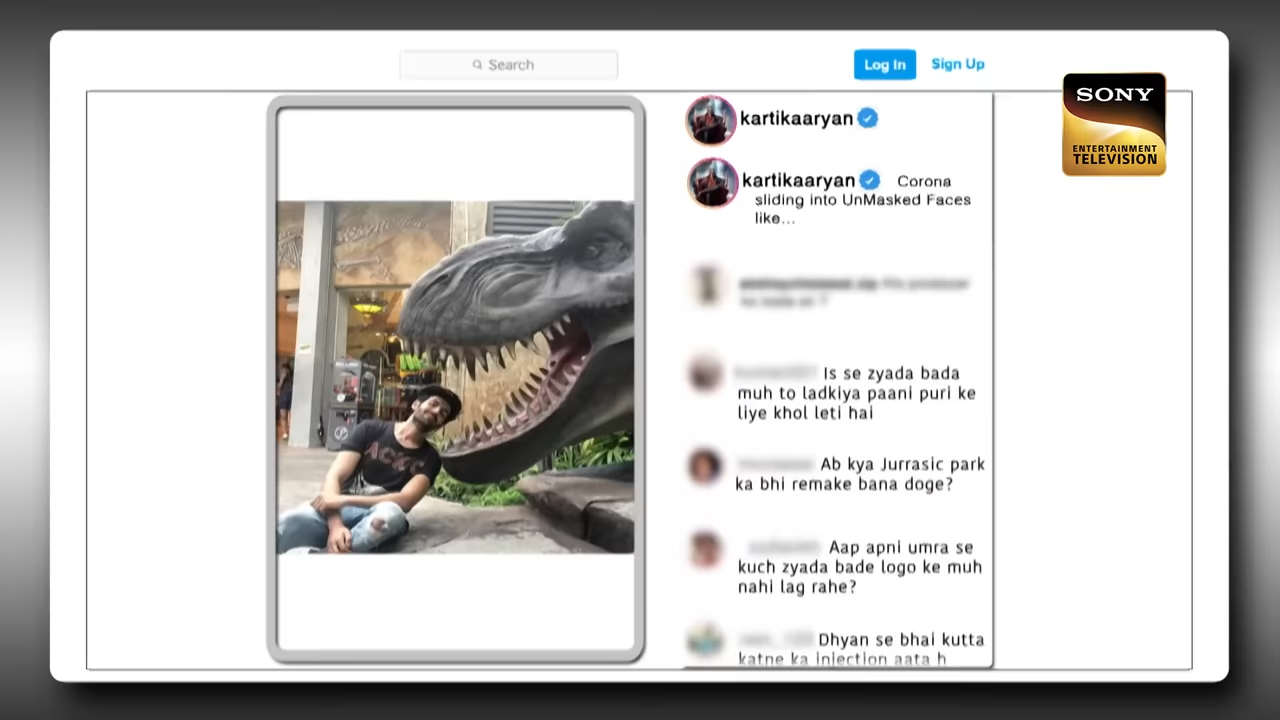 Search
Log In
Sign Up
SONY
ENTERTAINMENT
TELEVISION
kartikaaryan
kartikaaryan Corona
sliding into UnMasked Faces
like...
Is se zyada bada
muh to ladkiya paani puri ke
liye khol leti hai
Ab kya Jurrasic park
ka bhi remake bana doge?
Aap apni umra se
kuch zyada bade logo ke muh
nahi lag rahe?
Dhyan se bhai kutta
katne ka injection aata h